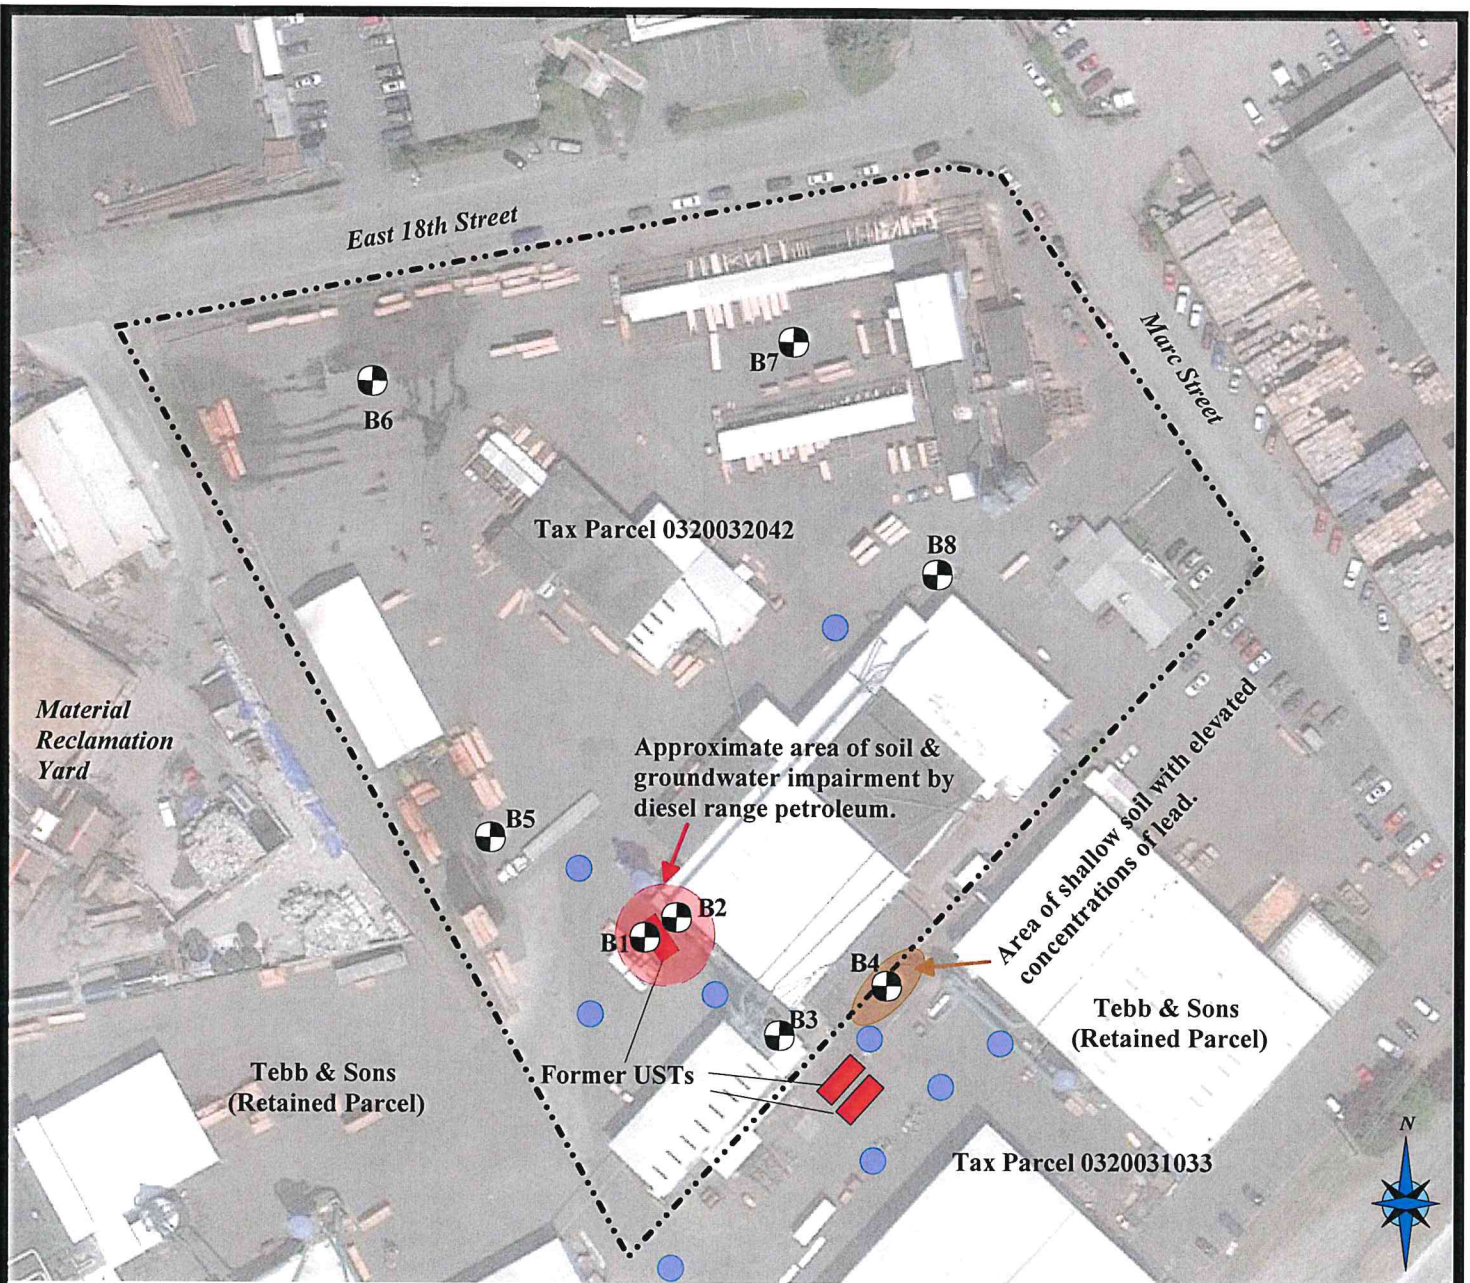 East 18th Street
Marc Street
B7
B6
Tax Parcel 0320032042
B8
Material
Reclamation
Yard
Approximate area of soil &
groundwater impairment by
diesel range petroleum.
Area of shallow soil with elevated
concentrations of lead.
B5
B2
B1
B4
B3
Tebb & Sons
(Retained Parcel)
Tebb & Sons
(Retained Parcel)
Former USTs
Tax Parcel 0320031033
N